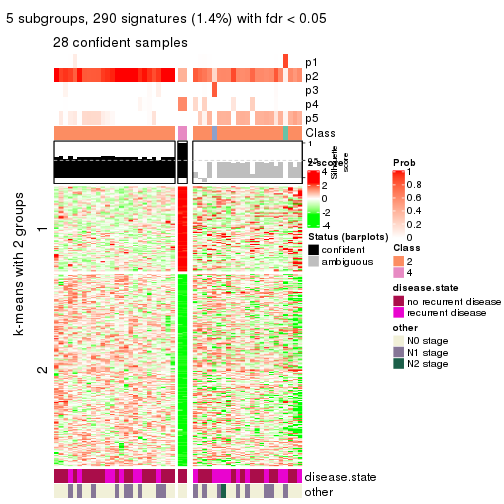 5 subgroups, 290 signatures (1.4%) with fdr < 0.05
28 confident samples
p1
p2
p3
p4
p5
Class
1
0.5
Silhouette
score
k-means with 2 groups
1
2
disease.state
other
z-score
4
2
0
-2
-4
Status (barplots)
confident
ambiguous
Prob
1
0.8
0.6
0.4
0.2
0
Class
2
4
disease.state
no recurrent disease
recurrent disease
other
N0 stage
N1 stage
N2 stage